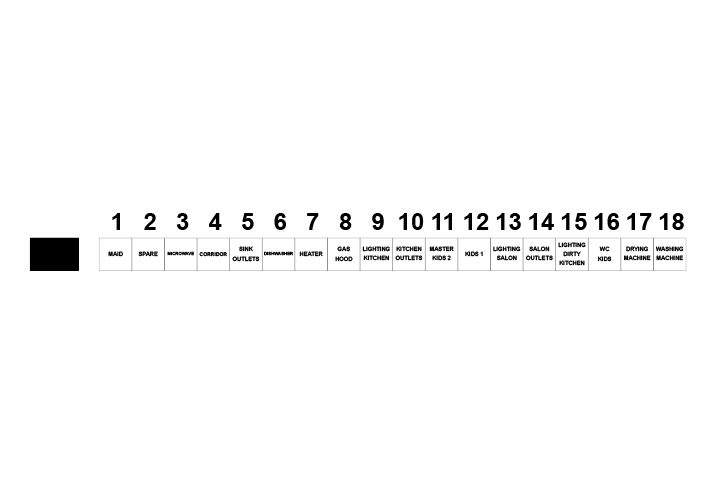 1 2 3 4 5 6 7 8 9 10 11 12 13 14 15 16 17 18
MAID
SPARE
MICROWAVE
CORRIDOR
SINK
OUTLETS
DISHWASHER
HEATER
GAS
HOOD
LIGHTING
KITCHEN
KITCHEN
OUTLETS
MASTER
KIDS 2
KIDS 1
LIGHTING
SALON
SALON
OUTLETS
LIGHTING
DIRTY
KITCHEN
WC
KIDS
DRYING
MACHINE
WASHING
MACHINE